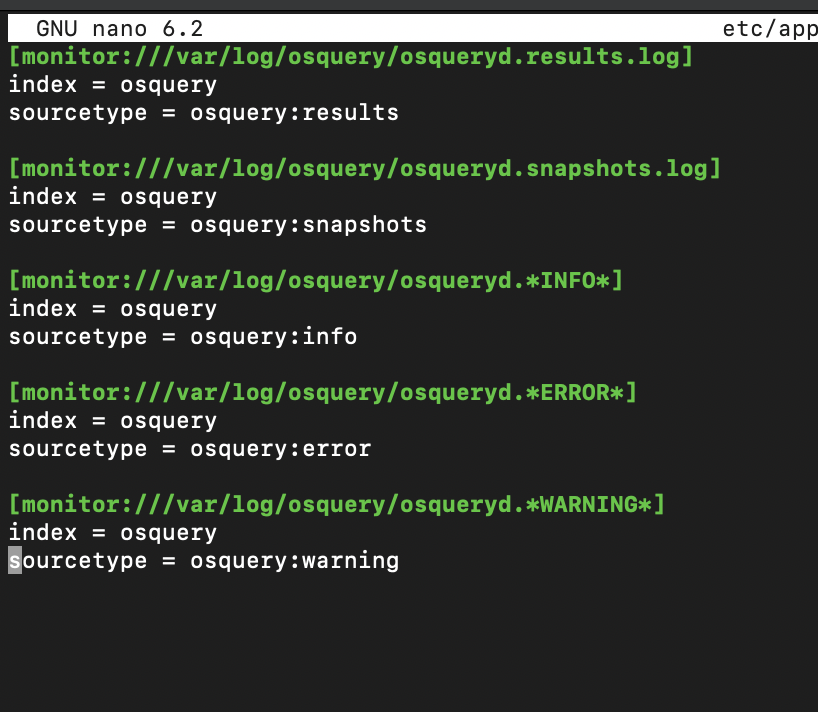 GNU nano 6.2 etc/app
[monitor:///var/log/osquery/osqueryd.results.log]
index = osquery
sourcetype = osquery:results
[monitor:///var/log/osquery/osqueryd.snapshots.log]
index = osquery
sourcetype = osquery:snapshots
[monitor:///var/log/osquery/osqueryd.*INFO*]
index = osquery
sourcetype = osquery:info
[monitor:///var/log/osquery/osqueryd.*ERROR*]
index = osquery
sourcetype = osquery:error
[monitor:///var/log/osquery/osqueryd.*WARNING*]
index = osquery
sourcetype = osquery:warning